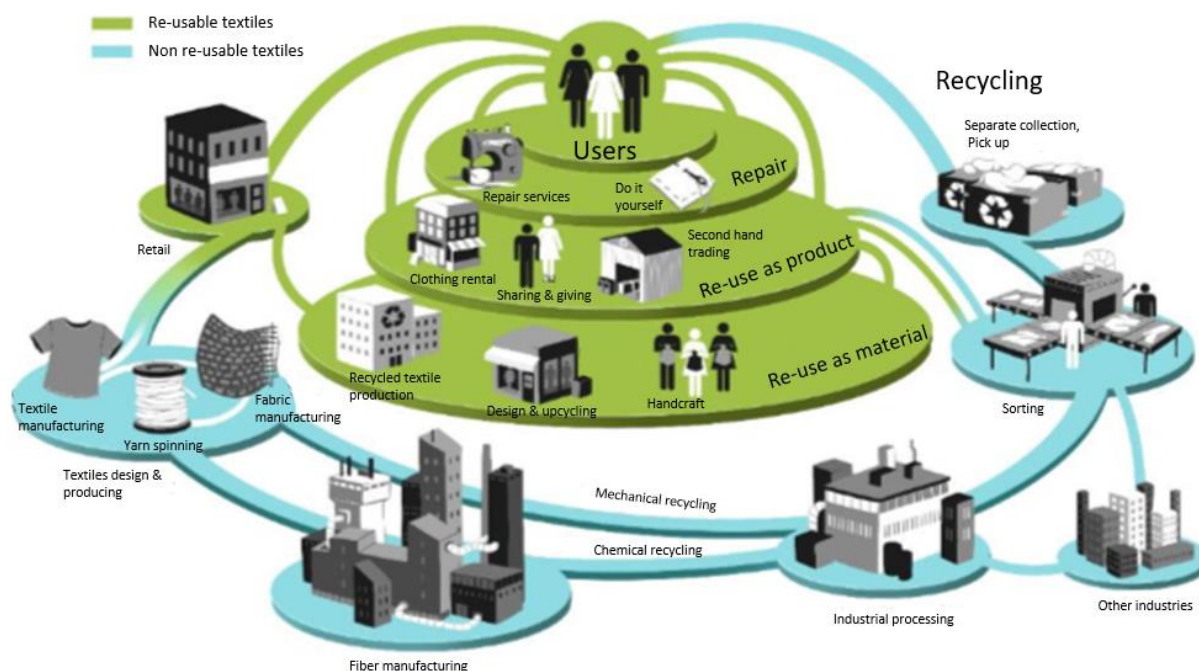 Re-usable textiles
Non re-usable textiles
Recycling
Separate collection,
Pick up
Users
Repair
Repair services
Do it
yourself
Retail
Second hand
trading
Clothing rental
Sharing & giving
Re-use as product
Recycled textile
production
Design & upcycling
Handcraft
Re-use as material
Sorting
Textile
manufacturing
Yarn spinning
Fabric
manufacturing
Textiles design &
producing
Mechanical recycling
Chemical recycling
Industrial processing
Other industries
Fiber manufacturing